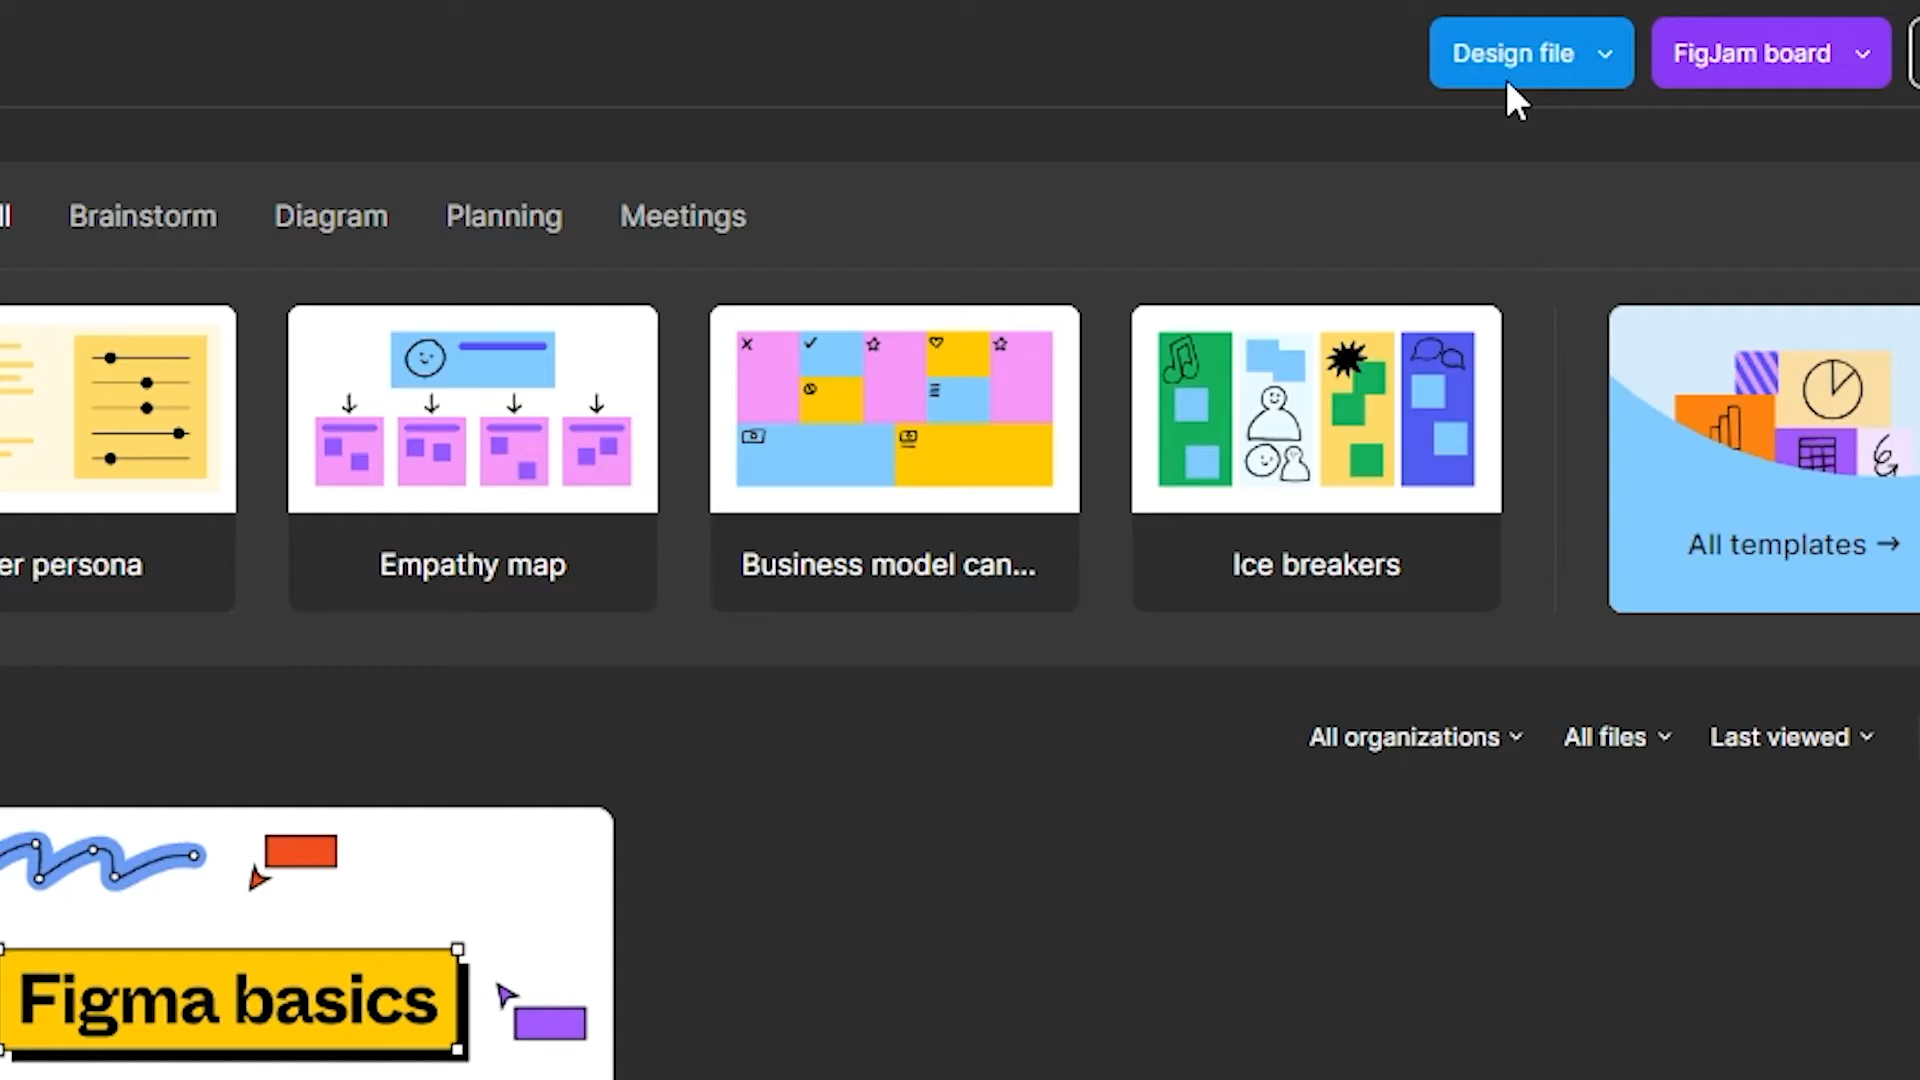 Design file
FigJam board
Brainstorm
Diagram
Planning
Meetings
er persona
Empathy map
Business model can...
Ice breakers
All templates →
All organizations
All files
Last viewed
Figma basics